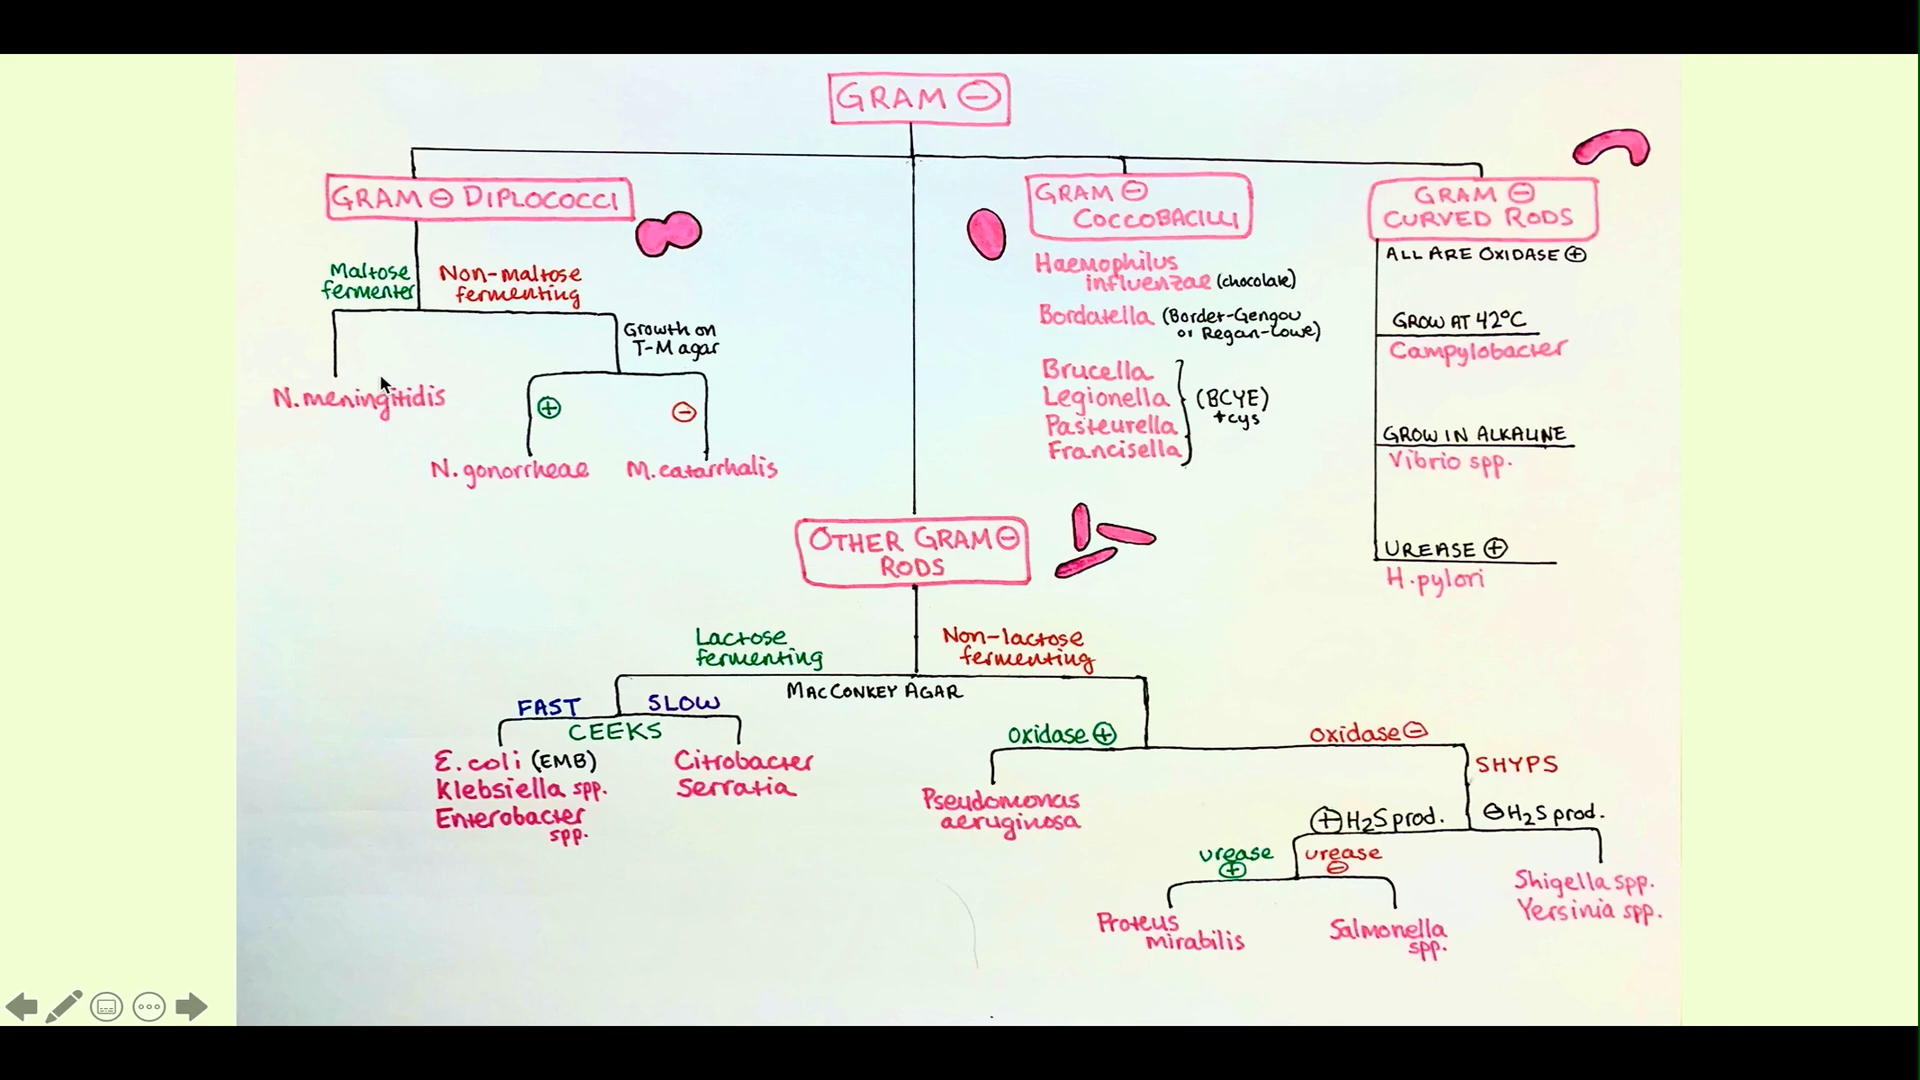 GRAM ⊖
GRAM ⊖ DIPLOCOCCI
Maltose
fermenter
Non-maltose
fermenting
Growth on
T-M agar
N. meningitidis
⊕
⊖
N. gonorrheae
M. catarrhalis
GRAM ⊖
COCCOBACILLI
Haemophilus
influenzae (chocolate)
Bordatella (Bordet-Gengou
or Regan-Lowe)
Brucella
Legionella
Pasteurella
Francisella
(BCYE)
+cys
GRAM ⊖
CURVED RODS
ALL ARE OXIDASE ⊕
GROW AT 42°C
Campylobacter
GROW IN ALKALINE
Vibrio spp.
UREASE ⊕
H. pylori
OTHER GRAM ⊖
RODS
Lactose
fermenting
Non-lactose
fermenting
MACCONKEY AGAR
FAST
SLOW
CEEKS
E. coli (EMB)
Klebsiella spp.
Enterobacter
spp.
Citrobacter
Serratia
oxidase ⊕
oxidase ⊖
Pseudomonas
aeruginosa
SHYPS
⊕ H2S prod.
⊖ H2S prod.
urease
⊕
urease
⊖
Proteus
mirabilis
Salmonella
spp.
Shigella spp.
Yersinia spp.